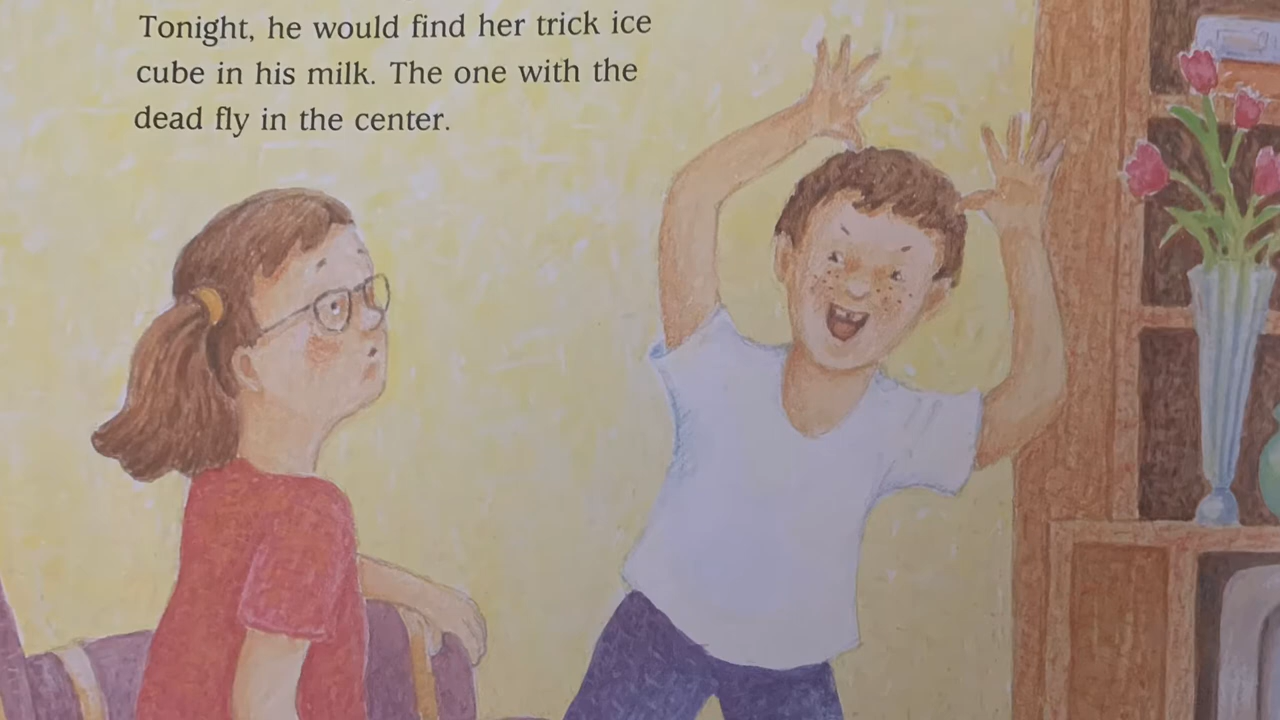 Tonight, he would find her trick ice
cube in his milk. The one with the
dead fly in the center.